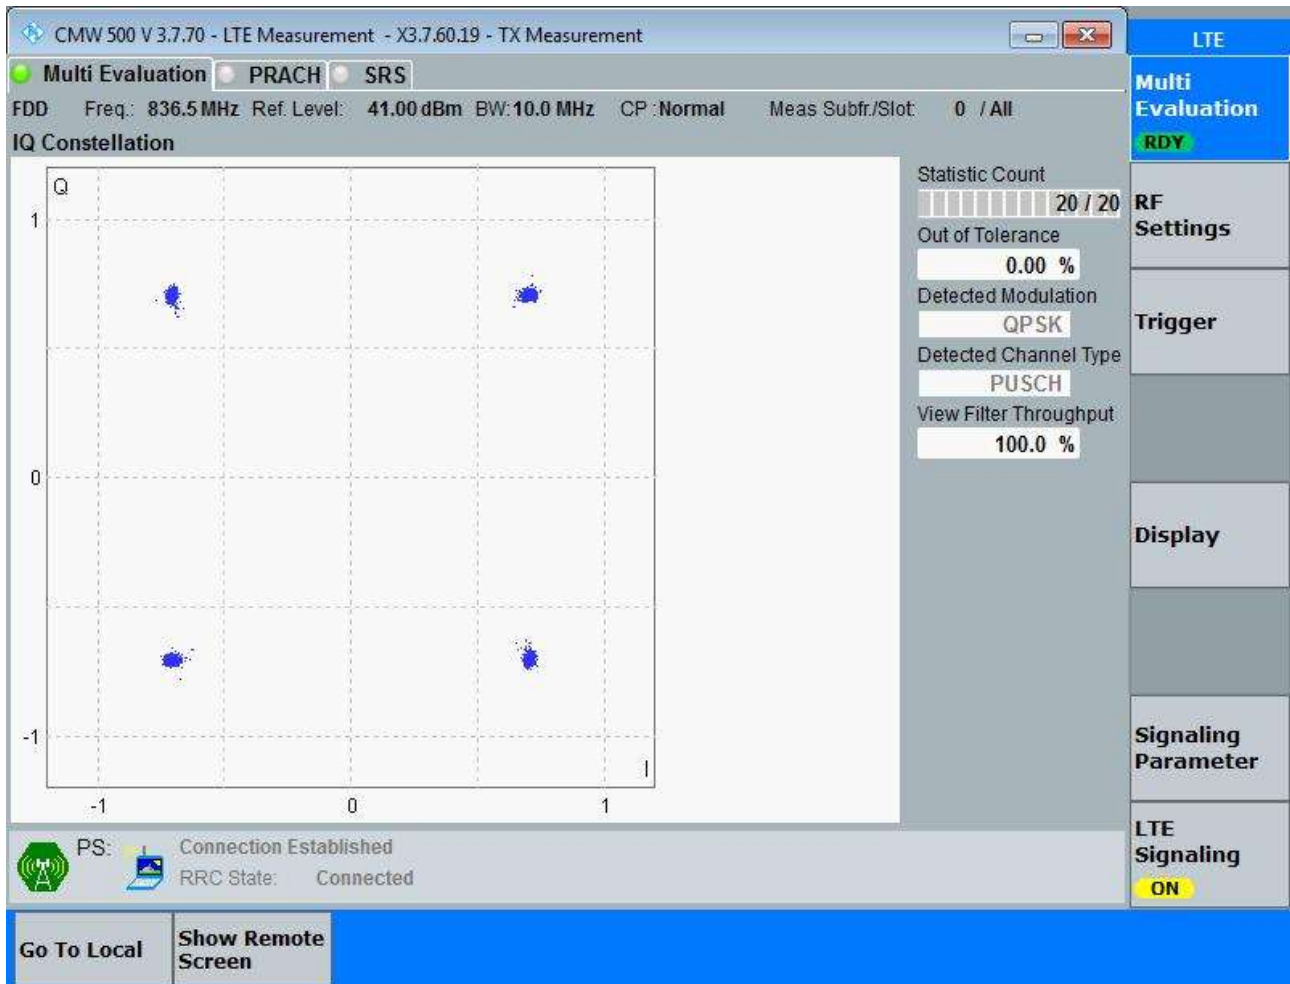 CMW 500 V 3.7.70 - LTE Measurement - X3.7.60.19 - TX Measurement
LTE
Multi Evaluation PRACH SRS
FDD Freq.: 836.5 MHz Ref. Level: 41.00 dBm BW: 10.0 MHz CP : Normal Meas Subfr./Slot: 0 / All
IQ Constellation
Q
1
0
-1
I
-1 0 1
Statistic Count
20 / 20
Out of Tolerance
0.00 %
Detected Modulation
QPSK
Detected Channel Type
PUSCH
View Filter Throughput
100.0 %
Multi
Evaluation
RDY
RF
Settings
Trigger
Display
Signaling
Parameter
LTE
Signaling
ON
PS: Connection Established
RRC State: Connected
Go To Local
Show Remote
Screen